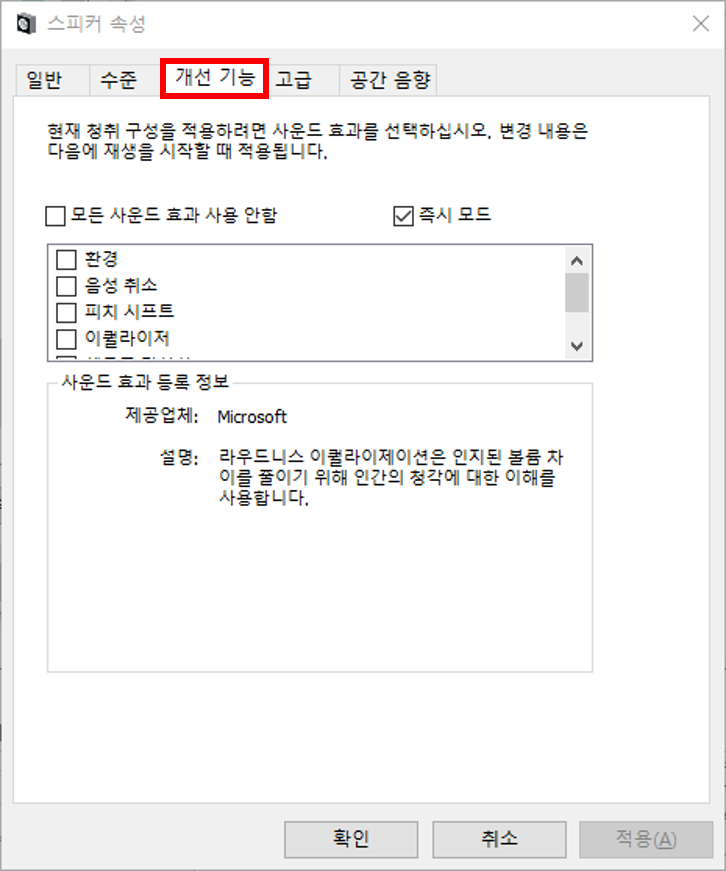 스피커 속성
일반 수준 개선 기능 고급 공간 음향
현재 청취 구성을 적용하려면 사운드 효과를 선택하십시오. 변경 내용은
다음에 재생을 시작할 때 적용됩니다.
모든 사운드 효과 사용 안함 즉시 모드
환경
음성 취소
피치 시프트
이퀄라이저
사운드 효과 등록 정보
제공업체: Microsoft
설명: 라우드니스 이퀄라이제이션은 인지된 볼륨 차
이를 줄이기 위해 인간의 청각에 대한 이해를
사용합니다.
확인 취소 적용(A)